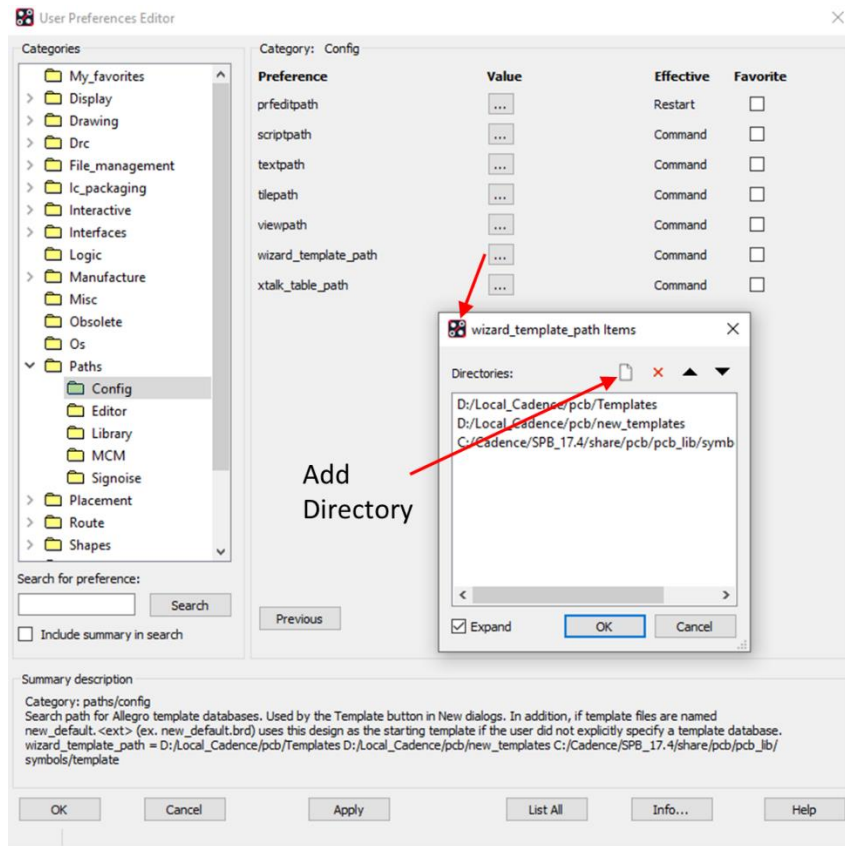 User Preferences Editor
Categories
My_favorites
Display
Drawing
Drc
File_management
Ic_packaging
Interactive
Interfaces
Logic
Manufacture
Misc
Obsolete
Os
Paths
Config
Editor
Library
MCM
Signoise
Placement
Route
Shapes
Search for preference:
Search
Include summary in search
Category: Config
Preference Value Effective Favorite
prfeditpath ... Restart
scriptpath ... Command
textpath ... Command
tilepath ... Command
viewpath ... Command
wizard_template_path ... Command
xtalk_table_path ... Command
wizard_template_path Items
Directories:
D:/Local_Cadence/pcb/Templates
D:/Local_Cadence/pcb/new_templates
C:/Cadence/SPB_17.4/share/pcb/pcb_lib/symb
Expand OK Cancel
Add
Directory
Previous
Summary description
Category: paths/config
Search path for Allegro template databases. Used by the Template button in New dialogs. In addition, if template files are named
new_default.<ext> (ex. new_default.brd) uses this design as the starting template if the user did not explicitly specify a template database.
wizard_template_path = D:/Local_Cadence/pcb/Templates D:/Local_Cadence/pcb/new_templates C:/Cadence/SPB_17.4/share/pcb/pcb_lib/
symbols/template
OK Cancel Apply List All Info... Help